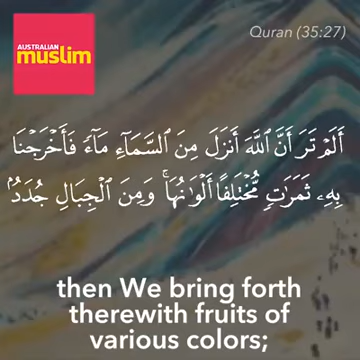 AUSTRALIAN
muslim
Quran (35:27)
أَلَمْ تَرَ أَنَّ ٱللَّهَ أَنزَلَ مِنَ ٱلسَّمَآءِ مَآءً فَأَخْرَجْنَا
بِهِۦ ثَمَرَٰتٍ مُّخْتَلِفًا أَلْوَٰنُهَا ۚ وَمِنَ ٱلْجِبَالِ جُدَدٌۢ
then We bring forth
therewith fruits of
various colors;